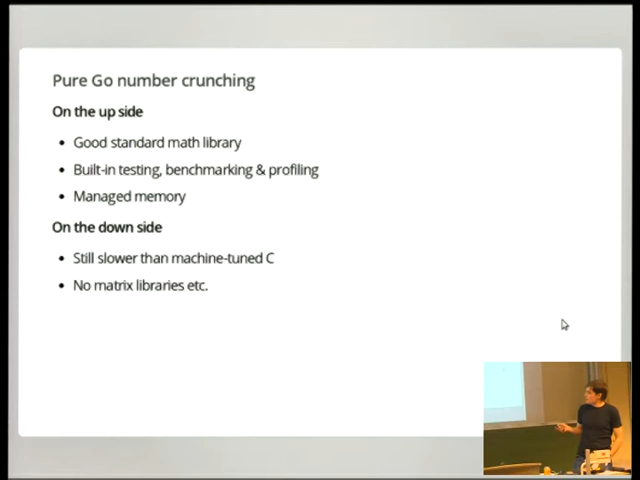 Pure Go number crunching
On the up side
Good standard math library
Built-in testing, benchmarking & profiling
Managed memory
On the down side
Still slower than machine-tuned C
No matrix libraries etc.